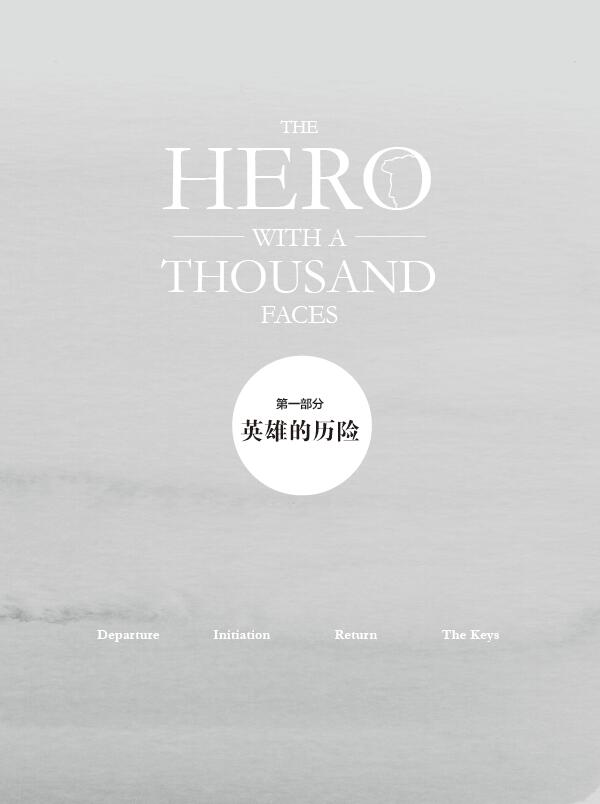 THE
HERO
WITH A
THOUSAND
FACES
第一部分
英雄的历险
Departure Initiation Return The Keys